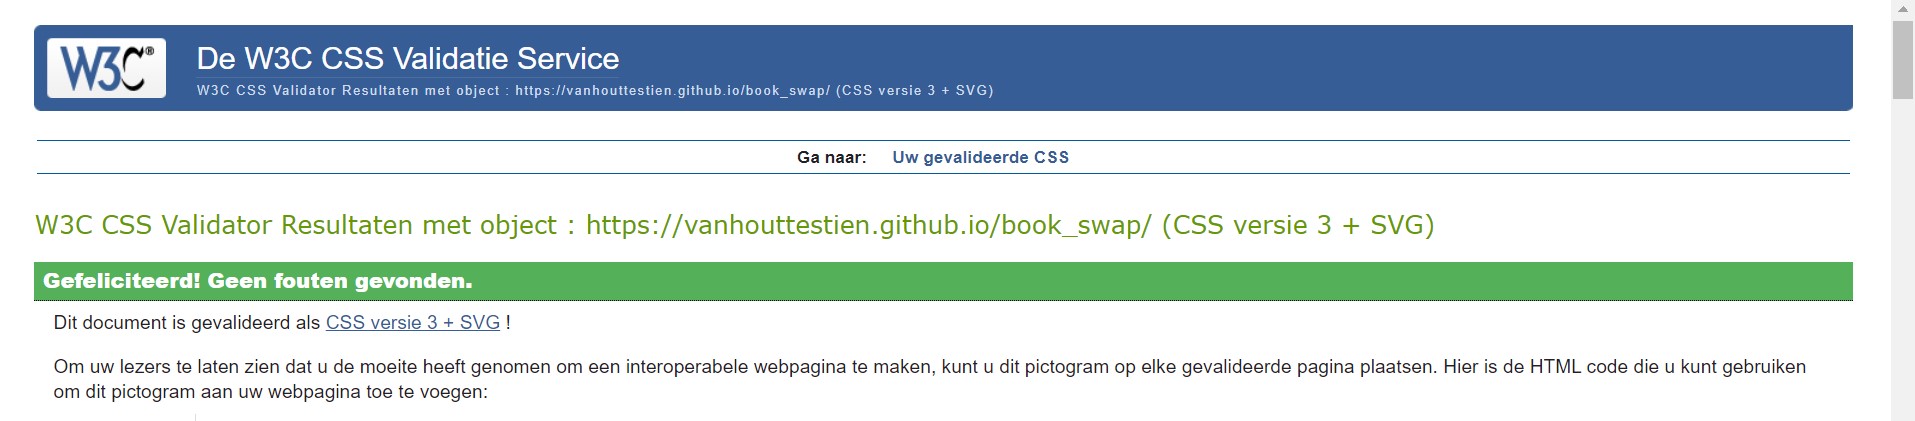 W3C®
De W3C CSS Validatie Service
W3C CSS Validator Resultaten met object : https://vanhouttestien.github.io/book_swap/ (CSS versie 3 + SVG)
Ga naar: Uw gevalideerde CSS
W3C CSS Validator Resultaten met object : https://vanhouttestien.github.io/book_swap/ (CSS versie 3 + SVG)
Gefeliciteerd! Geen fouten gevonden.
Dit document is gevalideerd als CSS versie 3 + SVG !
Om uw lezers te laten zien dat u de moeite heeft genomen om een interoperabele webpagina te maken, kunt u dit pictogram op elke gevalideerde pagina plaatsen. Hier is de HTML code die u kunt gebruiken
om dit pictogram aan uw webpagina toe te voegen: